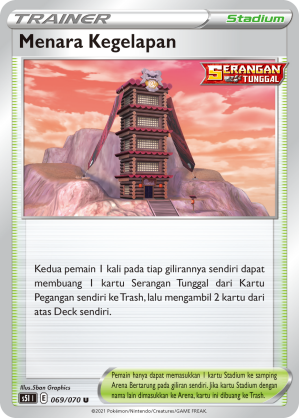 TRAINER
Stadium
Menara Kegelapan
SERANGAN
TUNGGAL
Kedua pemain 1 kali pada tiap gilirannya sendiri dapat
membuang 1 kartu Serangan Tunggal dari Kartu
Pegangan sendiri ke Trash, lalu mengambil 2 kartu dari
atas Deck sendiri.
Illus. 5ban Graphics
s5I I E 069/070 U
Pemain hanya dapat memasukkan 1 kartu Stadium ke samping
Arena Bertarung pada giliran sendiri. Jika kartu Stadium dengan
nama lain dimasukkan ke Arena, kartu ini dibuang ke Trash.
©2021 Pokémon/Nintendo/Creatures/GAME FREAK